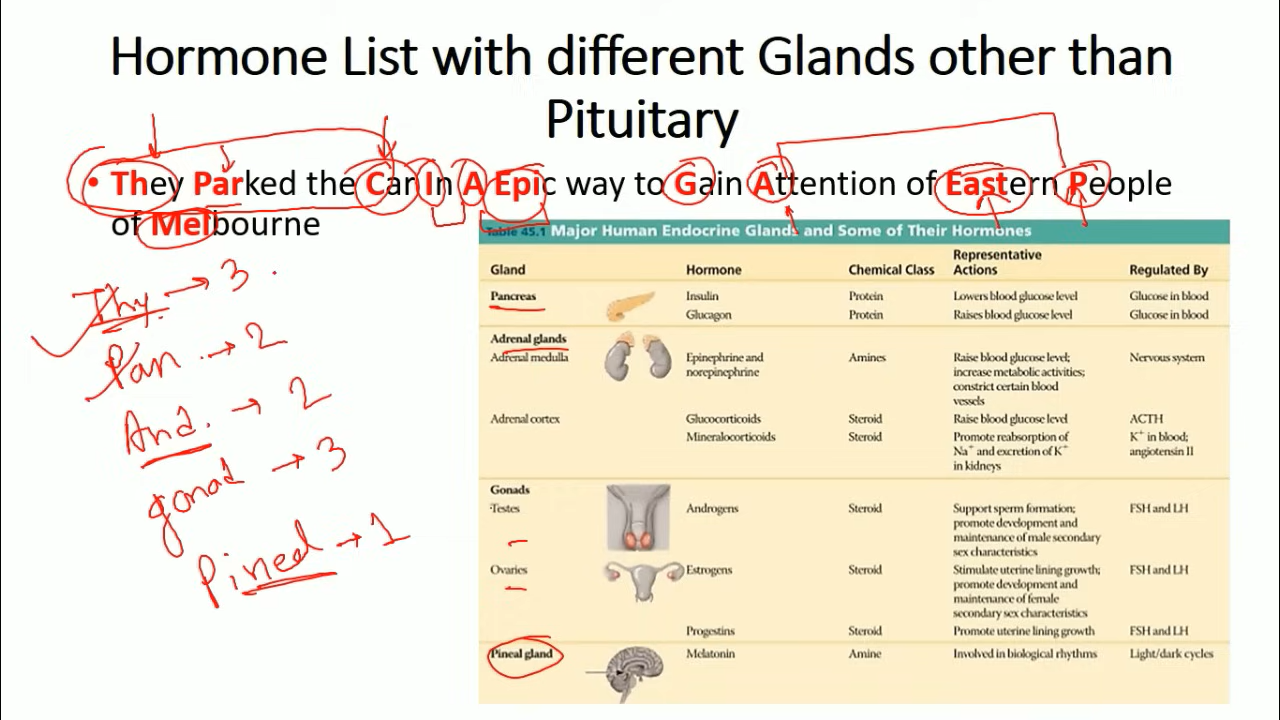 Hormone List with different Glands other than
Pituitary
• They Parked the Car In A Epic way to Gain Attention of Eastern People
of Melbourne
Thy. → 3
Pan → 2
And. → 2
gonad → 3
Pineal → 1
Table 45.1 Major Human Endocrine Glands and Some of Their Hormones
Gland Hormone Chemical Class Representative Actions Regulated By
Pancreas Insulin Protein Lowers blood glucose level Glucose in blood
Glucagon Protein Raises blood glucose level Glucose in blood
Adrenal glands
Adrenal medulla Epinephrine and Amines Raise blood glucose level; Nervous system
norepinephrine increase metabolic activities;
constrict certain blood
vessels
Adrenal cortex Glucocorticoids Steroid Raise blood glucose level ACTH
Mineralocorticoids Steroid Promote reabsorption of K⁺ in blood;
Na⁺ and excretion of K⁺ angiotensin II
in kidneys
Gonads
Testes Androgens Steroid Support sperm formation; FSH and LH
promote development and
maintenance of male secondary
sex characteristics
Ovaries Estrogens Steroid Stimulate uterine lining growth; FSH and LH
promote development and
maintenance of female
secondary sex characteristics
Progestins Steroid Promote uterine lining growth FSH and LH
Pineal gland Melatonin Amine Involved in biological rhythms Light/dark cycles